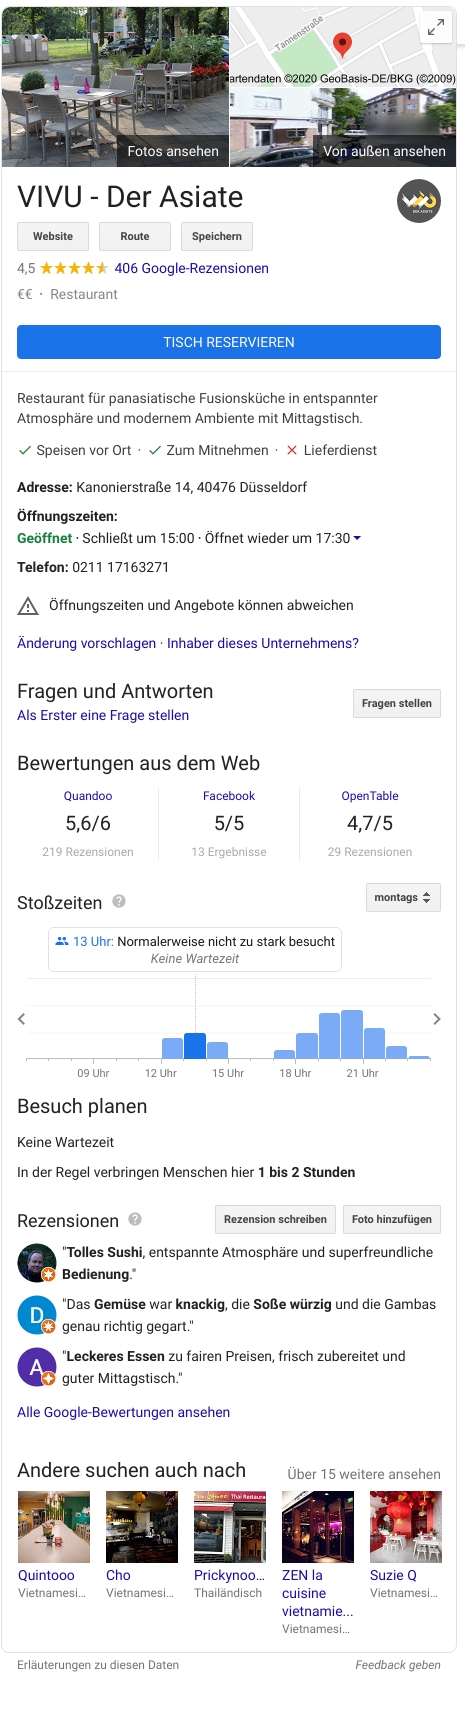 Tannenstraße
artendaten ©2020 GeoBasis-DE/BKG (©2009)
Fotos ansehen
Von außen ansehen
VIVU - Der Asiate
DER ASIATE
Website Route Speichern
4,5 406 Google-Rezensionen
€€ · Restaurant
TISCH RESERVIEREN
Restaurant für panasiatische Fusionsküche in entspannter
Atmosphäre und modernem Ambiente mit Mittagstisch.
Speisen vor Ort · Zum Mitnehmen · Lieferdienst
Adresse: Kanonierstraße 14, 40476 Düsseldorf
Öffnungszeiten:
Geöffnet · Schließt um 15:00 · Öffnet wieder um 17:30
Telefon: 0211 17163271
Öffnungszeiten und Angebote können abweichen
Änderung vorschlagen · Inhaber dieses Unternehmens?
Fragen und Antworten
Als Erster eine Frage stellen
Fragen stellen
Bewertungen aus dem Web
Quandoo Facebook OpenTable
5,6/6 5/5 4,7/5
219 Rezensionen 13 Ergebnisse 29 Rezensionen
Stoßzeiten ?
montags
13 Uhr: Normalerweise nicht zu stark besucht
Keine Wartezeit
09 Uhr 12 Uhr 15 Uhr 18 Uhr 21 Uhr
Besuch planen
Keine Wartezeit
In der Regel verbringen Menschen hier 1 bis 2 Stunden
Rezensionen ? Rezension schreiben Foto hinzufügen
"Tolles Sushi, entspannte Atmosphäre und superfreundliche
Bedienung."
D
"Das Gemüse war knackig, die Soße würzig und die Gambas
genau richtig gegart."
A
"Leckeres Essen zu fairen Preisen, frisch zubereitet und
guter Mittagstisch."
Alle Google-Bewertungen ansehen
Andere suchen auch nach Über 15 weitere ansehen
Thai Restaura
Quintooo
Vietnamesi...
Cho
Vietnamesi...
Prickynoo...
Thailändisch
ZEN la
cuisine
vietnamie...
Vietnamesi...
Suzie Q
Vietnamesi...
Erläuterungen zu diesen Daten Feedback geben